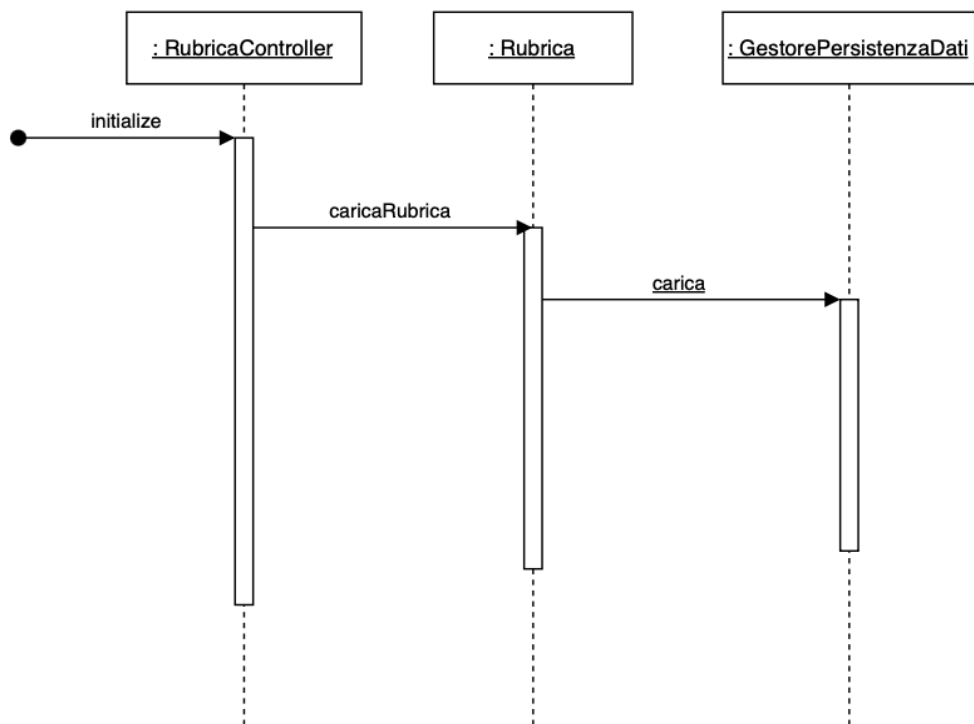 : RubricaController
: Rubrica
: GestorePersistenzaDati
initialize
caricaRubrica
carica